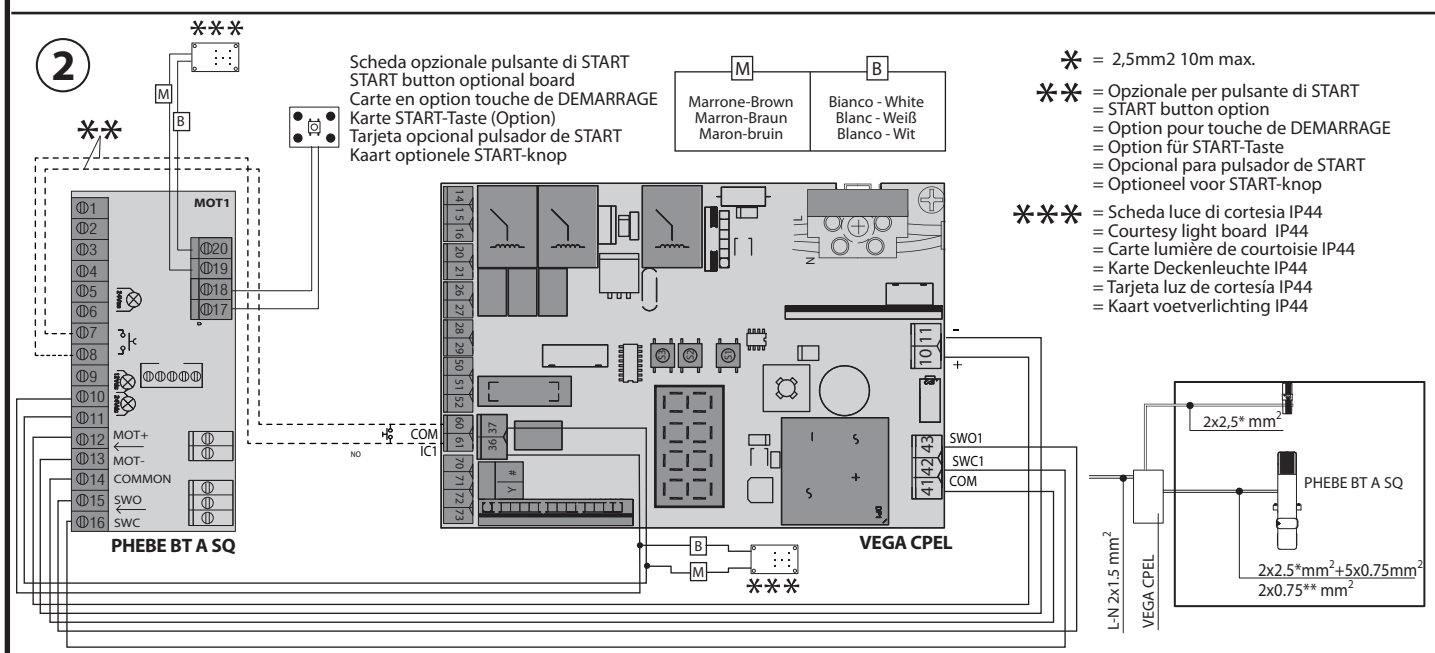 2
***
M
B
**
Scheda opzionale pulsante di START
START button optional board
Carte en option touche de DEMARRAGE
Karte START-Taste (Option)
Tarjeta opcional pulsador de START
Kaart optionele START-knop
M
Marrone-Brown
Marron-Braun
Maron-bruin
B
Bianco - White
Blanc - Weiß
Blanco - Wit
* = 2,5mm2 10m max.
** = Opzionale per pulsante di START
= START button option
= Option pour touche de DEMARRAGE
= Option für START-Taste
= Opcional para pulsador de START
= Optioneel voor START-knop
*** = Scheda luce di cortesia IP44
= Courtesy light board IP44
= Carte lumière de courtoisie IP44
= Karte Deckenleuchte IP44
= Tarjeta luz de cortesía IP44
= Kaart voetverlichting IP44
MOT1
1
2
3
4
5
6
7
8
9
10
11
12 MOT+
13 MOT-
14 COMMON
15 SWO
16 SWC
20
19
18
17
24Vdc
PHEBE BT A SQ
NO
COM
IC1
14 15 16
20 21
26 27
28 29
50 51 52
60 61
70 71 72 73
37
36
Y #
L
N
S3
S2
S1
11
10
-
+
43 SWO1
42 SWC1
41 COM
DP1
VEGA CPEL
B
M
***
2x2,5* mm2
PHEBE BT A SQ
2x2.5*mm2+5x0.75mm2
2x0.75** mm2
L-N 2x1.5 mm2
VEGA CPEL